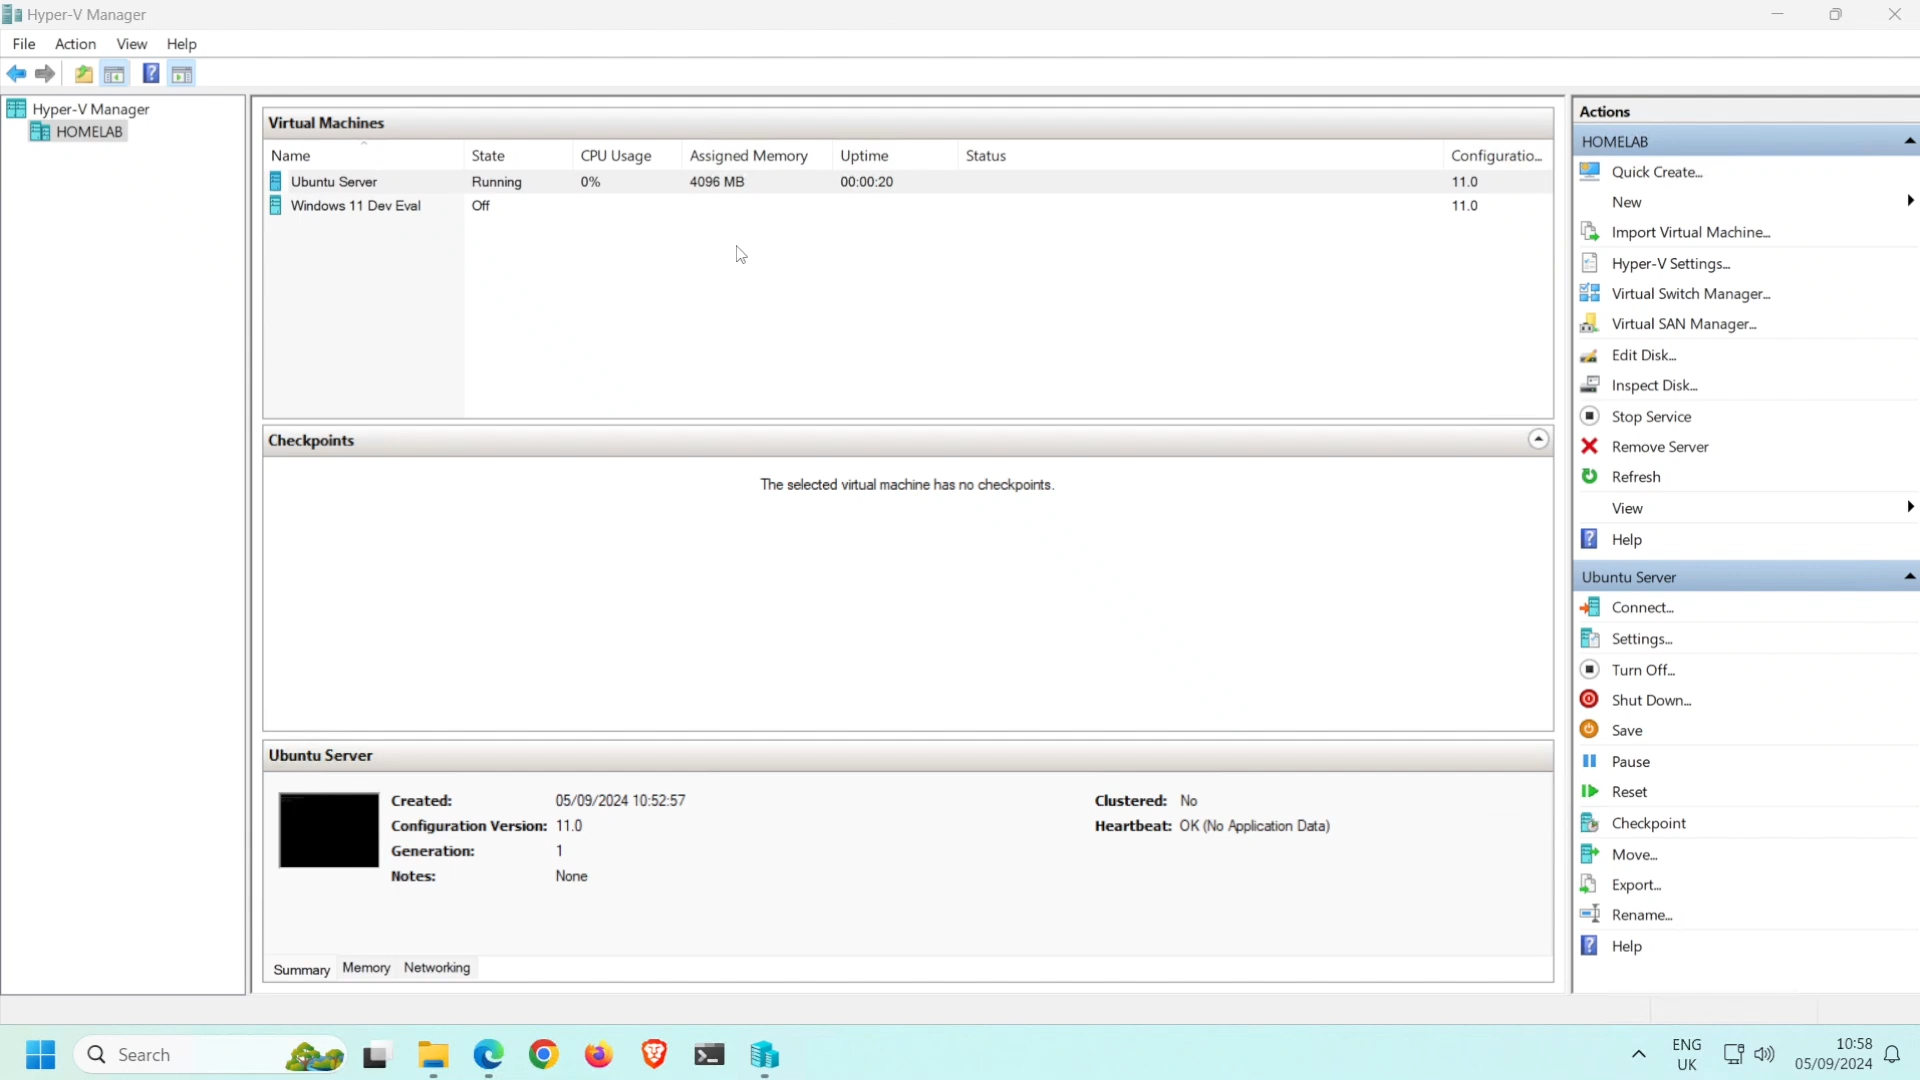 Hyper-V Manager
File Action View Help
Hyper-V Manager
HOMELAB
Virtual Machines
Name State CPU Usage Assigned Memory Uptime Status Configuratio...
Ubuntu Server Running 0% 4096 MB 00:00:20 11.0
Windows 11 Dev Eval Off 11.0
Checkpoints
The selected virtual machine has no checkpoints.
Ubuntu Server
Created: 05/09/2024 10:52:57 Clustered: No
Configuration Version: 11.0 Heartbeat: OK (No Application Data)
Generation: 1
Notes: None
Summary Memory Networking
Actions
HOMELAB
Quick Create...
New
Import Virtual Machine...
Hyper-V Settings...
Virtual Switch Manager...
Virtual SAN Manager...
Edit Disk...
Inspect Disk...
Stop Service
Remove Server
Refresh
View
Help
Ubuntu Server
Connect...
Settings...
Turn Off...
Shut Down...
Save
Pause
Reset
Checkpoint
Move...
Export...
Rename...
Help
Search
ENG
UK
10:58
05/09/2024